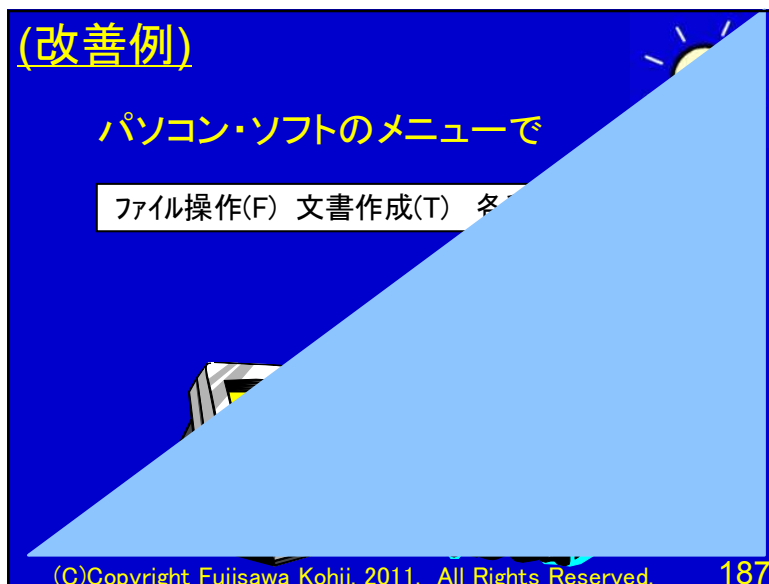 (改善例)
パソコン・ソフトのメニューで
ファイル操作(F) 文書作成(T)
(C)Copyright Fujisawa Kohji, 2011, All Rights Reserved.
187